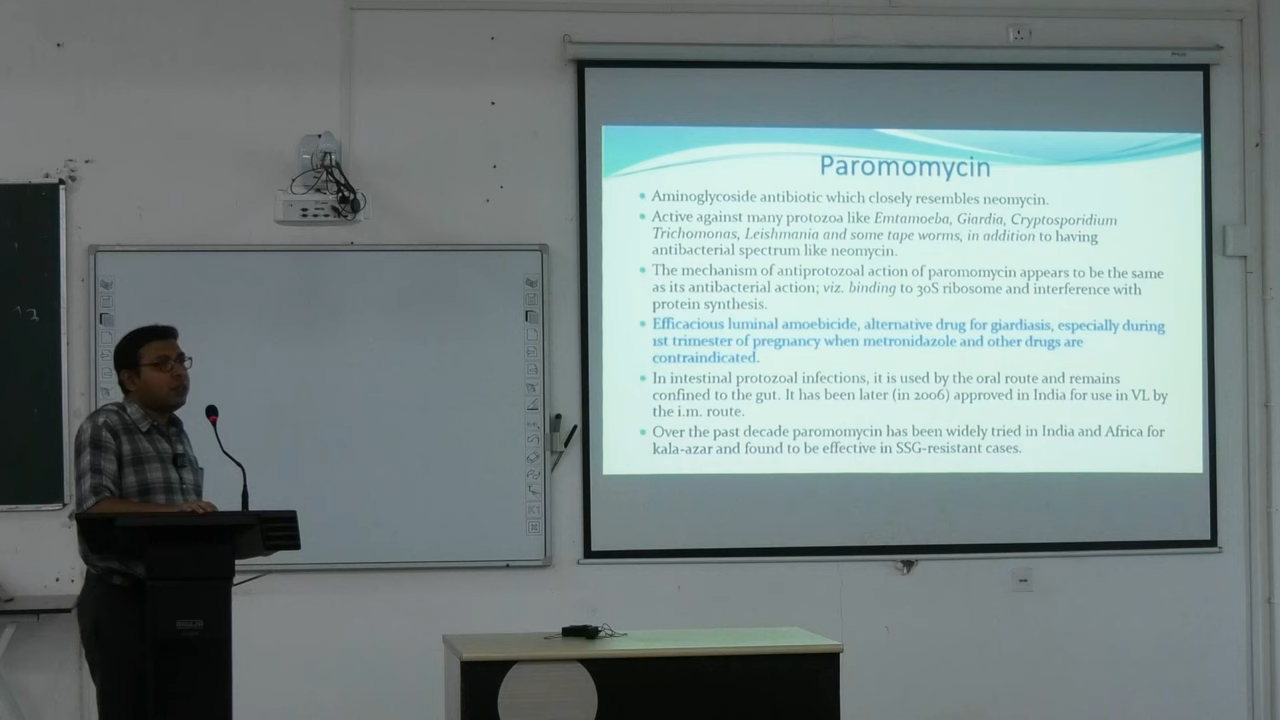 Paromomycin
Aminoglycoside antibiotic which closely resembles neomycin.
Active against many protozoa like Emtamoeba, Giardia, Cryptosporidium
Trichomonas, Leishmania and some tape worms, in addition to having
antibacterial spectrum like neomycin.
The mechanism of antiprotozoal action of paromomycin appears to be the same
as its antibacterial action; viz. binding to 30S ribosome and interference with
protein synthesis.
Efficacious luminal amoebicide, alternative drug for giardiasis, especially during
1st trimester of pregnancy when metronidazole and other drugs are
contraindicated.
In intestinal protozoal infections, it is used by the oral route and remains
confined to the gut. It has been later (in 2006) approved in India for use in VL by
the i.m. route.
Over the past decade paromomycin has been widely tried in India and Africa for
kala-azar and found to be effective in SSG-resistant cases.